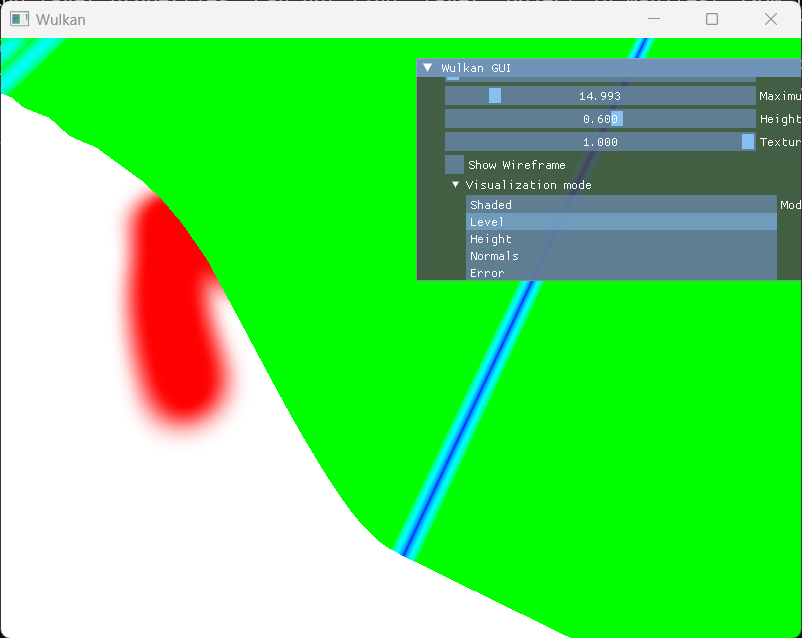 Wulkan
Wulkan GUI
14.993 Maximu
0.600 Height
1.000 Textur
Show Wireframe
Visualization mode
Shaded Mod
Level
Height
Normals
Error